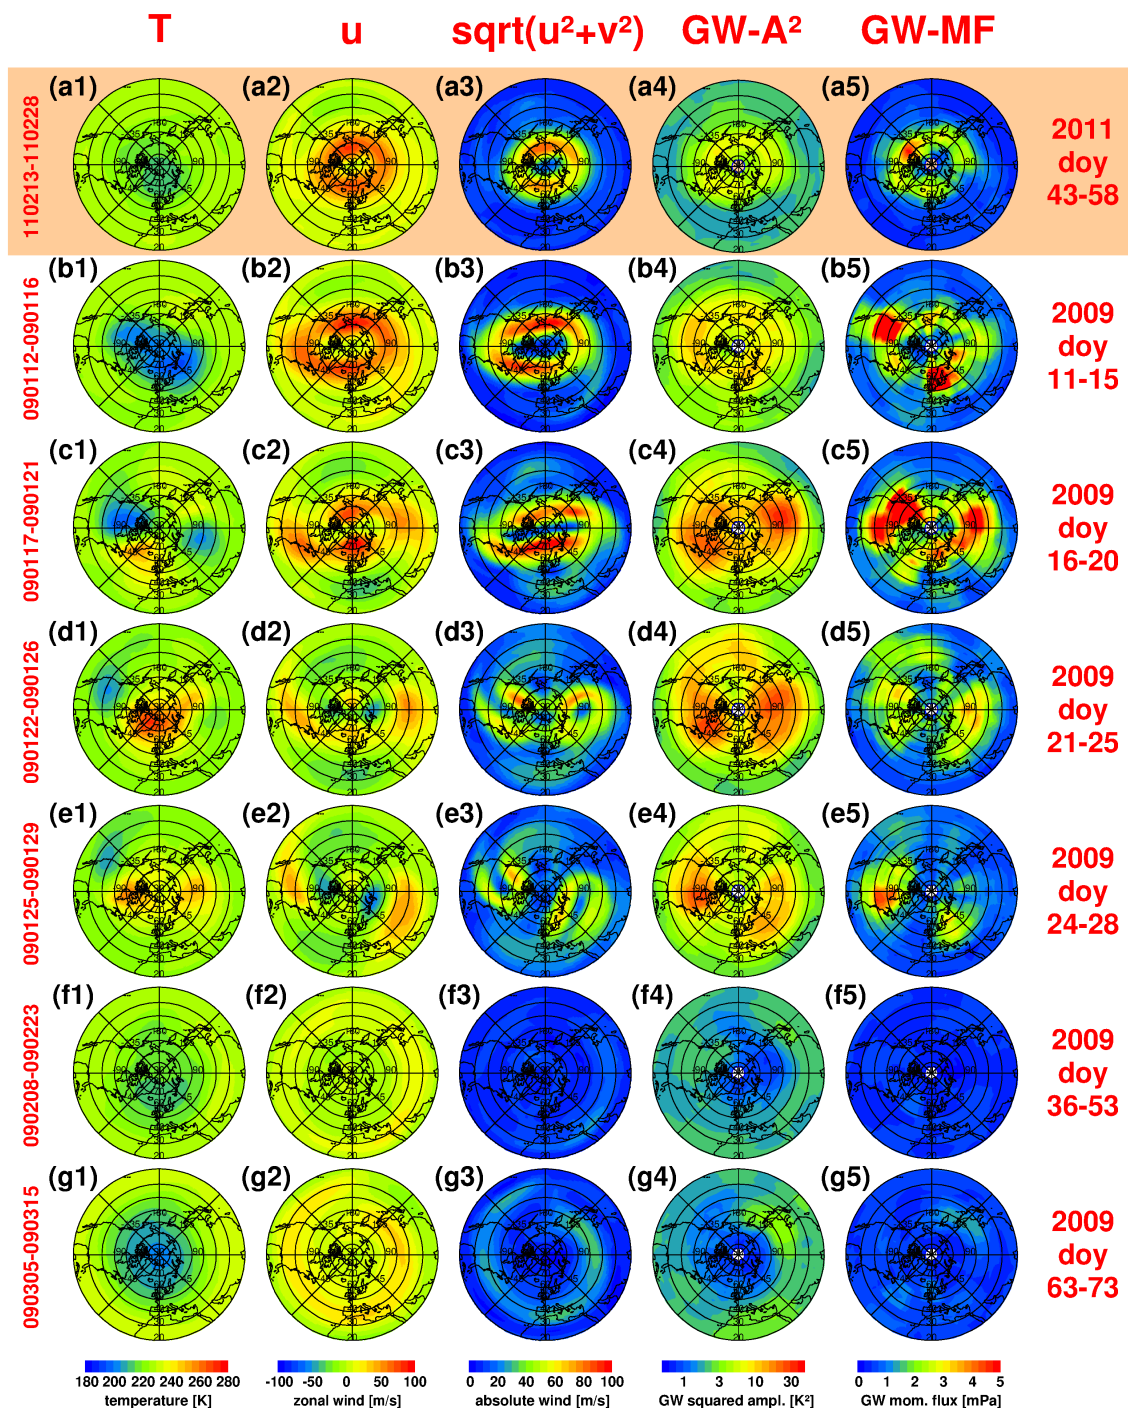 T u sqrt(u²+v²) GW-A² GW-MF
110213-110228
(a1) (a2) (a3) (a4) (a5)
2011
doy
43-58
090112-090116
(b1) (b2) (b3) (b4) (b5)
2009
doy
11-15
090117-090121
(c1) (c2) (c3) (c4) (c5)
2009
doy
16-20
090122-090126
(d1) (d2) (d3) (d4) (d5)
2009
doy
21-25
090125-090129
(e1) (e2) (e3) (e4) (e5)
2009
doy
24-28
090208-090223
(f1) (f2) (f3) (f4) (f5)
2009
doy
36-53
090305-090315
(g1) (g2) (g3) (g4) (g5)
2009
doy
63-73
180 200 220 240 260 280
temperature [K]
-100 -50 0 50 100
zonal wind [m/s]
0 20 40 60 80 100
absolute wind [m/s]
1 3 10 30
GW squared ampl. [K²]
0 1 2 3 4 5
GW mom. flux [mPa]